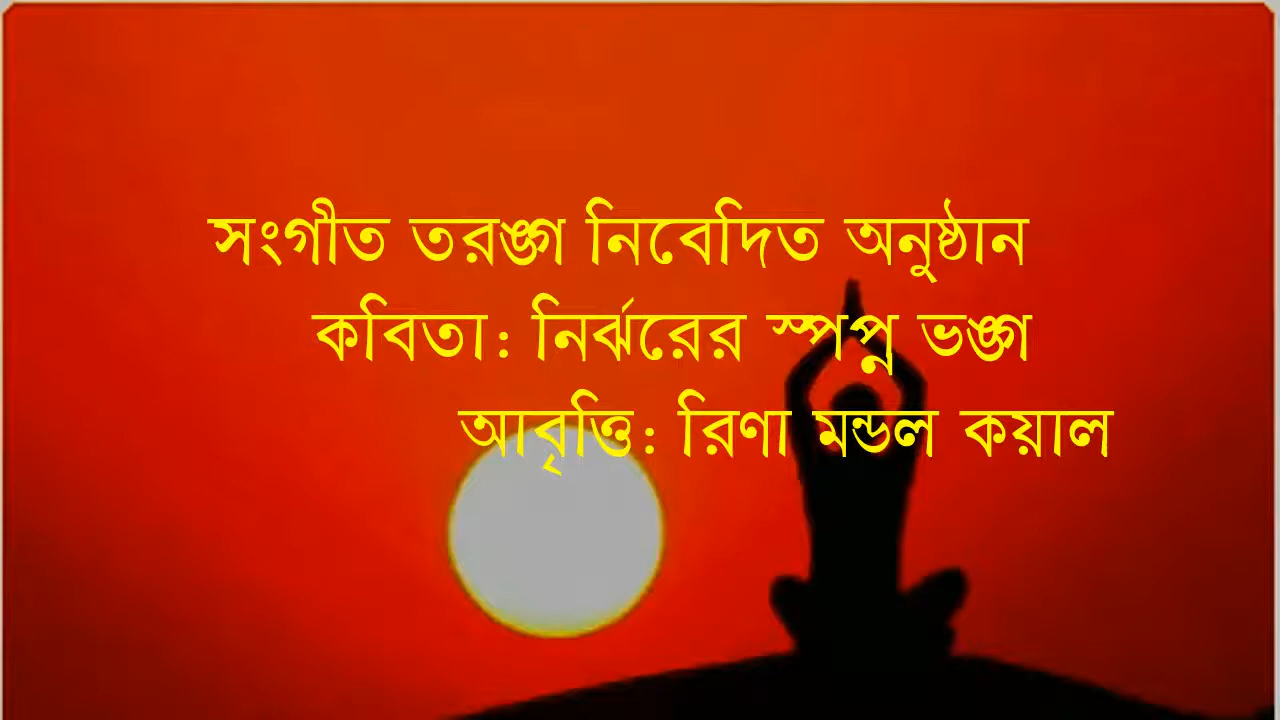 সংগীত তরঙ্গ নিবেদিত অনুষ্ঠান
কবিতা: নির্ঝরের স্পপ্ন ভঙ্গ
আবৃত্তি: রিণা মন্ডল কয়াল